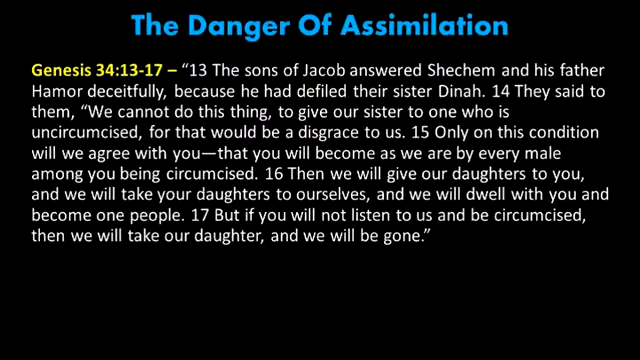 The Danger Of Assimilation
Genesis 34:13-17 – “13 The sons of Jacob answered Shechem and his father
Hamor deceitfully, because he had defiled their sister Dinah. 14 They said to
them, “We cannot do this thing, to give our sister to one who is
uncircumcised, for that would be a disgrace to us. 15 Only on this condition
will we agree with you—that you will become as we are by every male
among you being circumcised. 16 Then we will give our daughters to you,
and we will take your daughters to ourselves, and we will dwell with you and
become one people. 17 But if you will not listen to us and be circumcised,
then we will take our daughter, and we will be gone.”